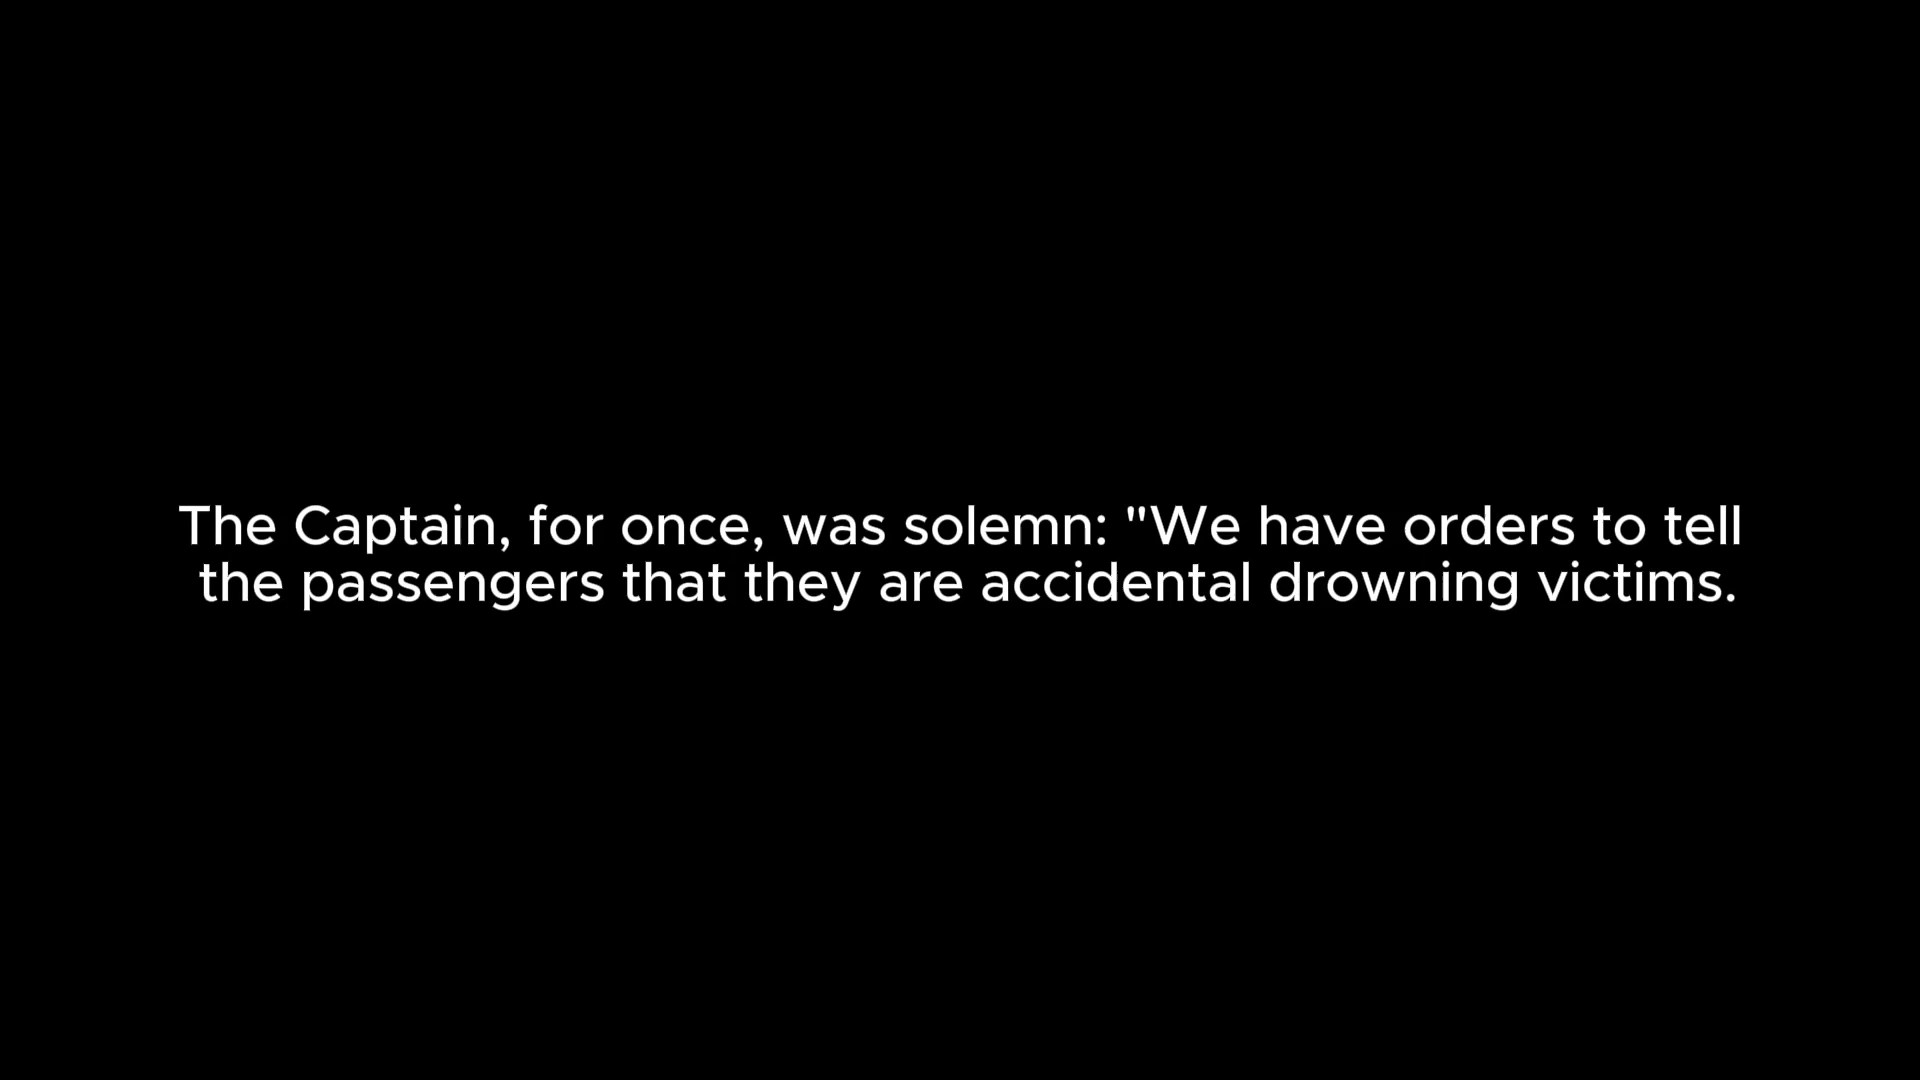 The Captain, for once, was solemn: "We have orders to tell
the passengers that they are accidental drowning victims.